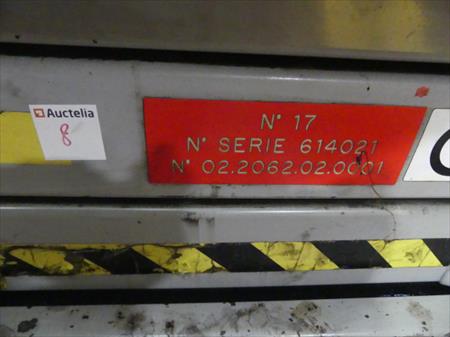 Auctelia
8
N° 17
N° SERIE 614021
N° 02.2062.02.0001